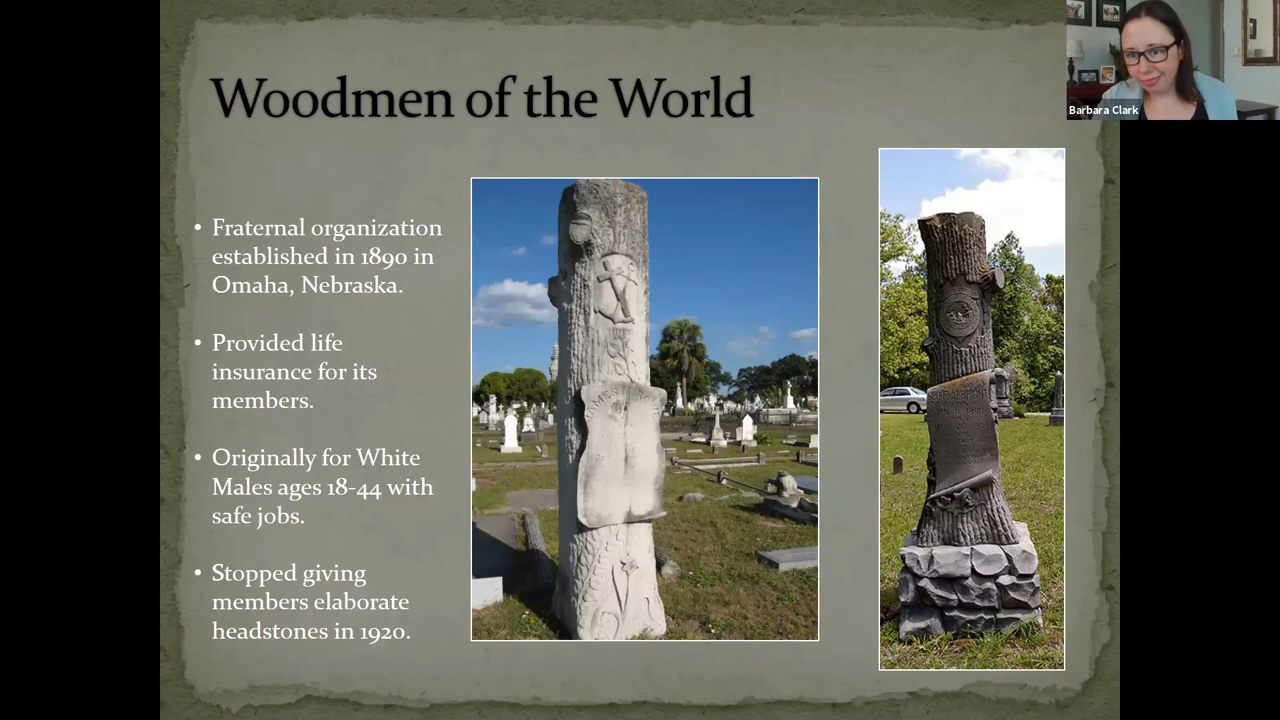 Woodmen of the World
Barbara Clark
• Fraternal organization
established in 1890 in
Omaha, Nebraska.
• Provided life
insurance for its
members.
• Originally for White
Males ages 18-44 with
safe jobs.
• Stopped giving
members elaborate
headstones in 1920.